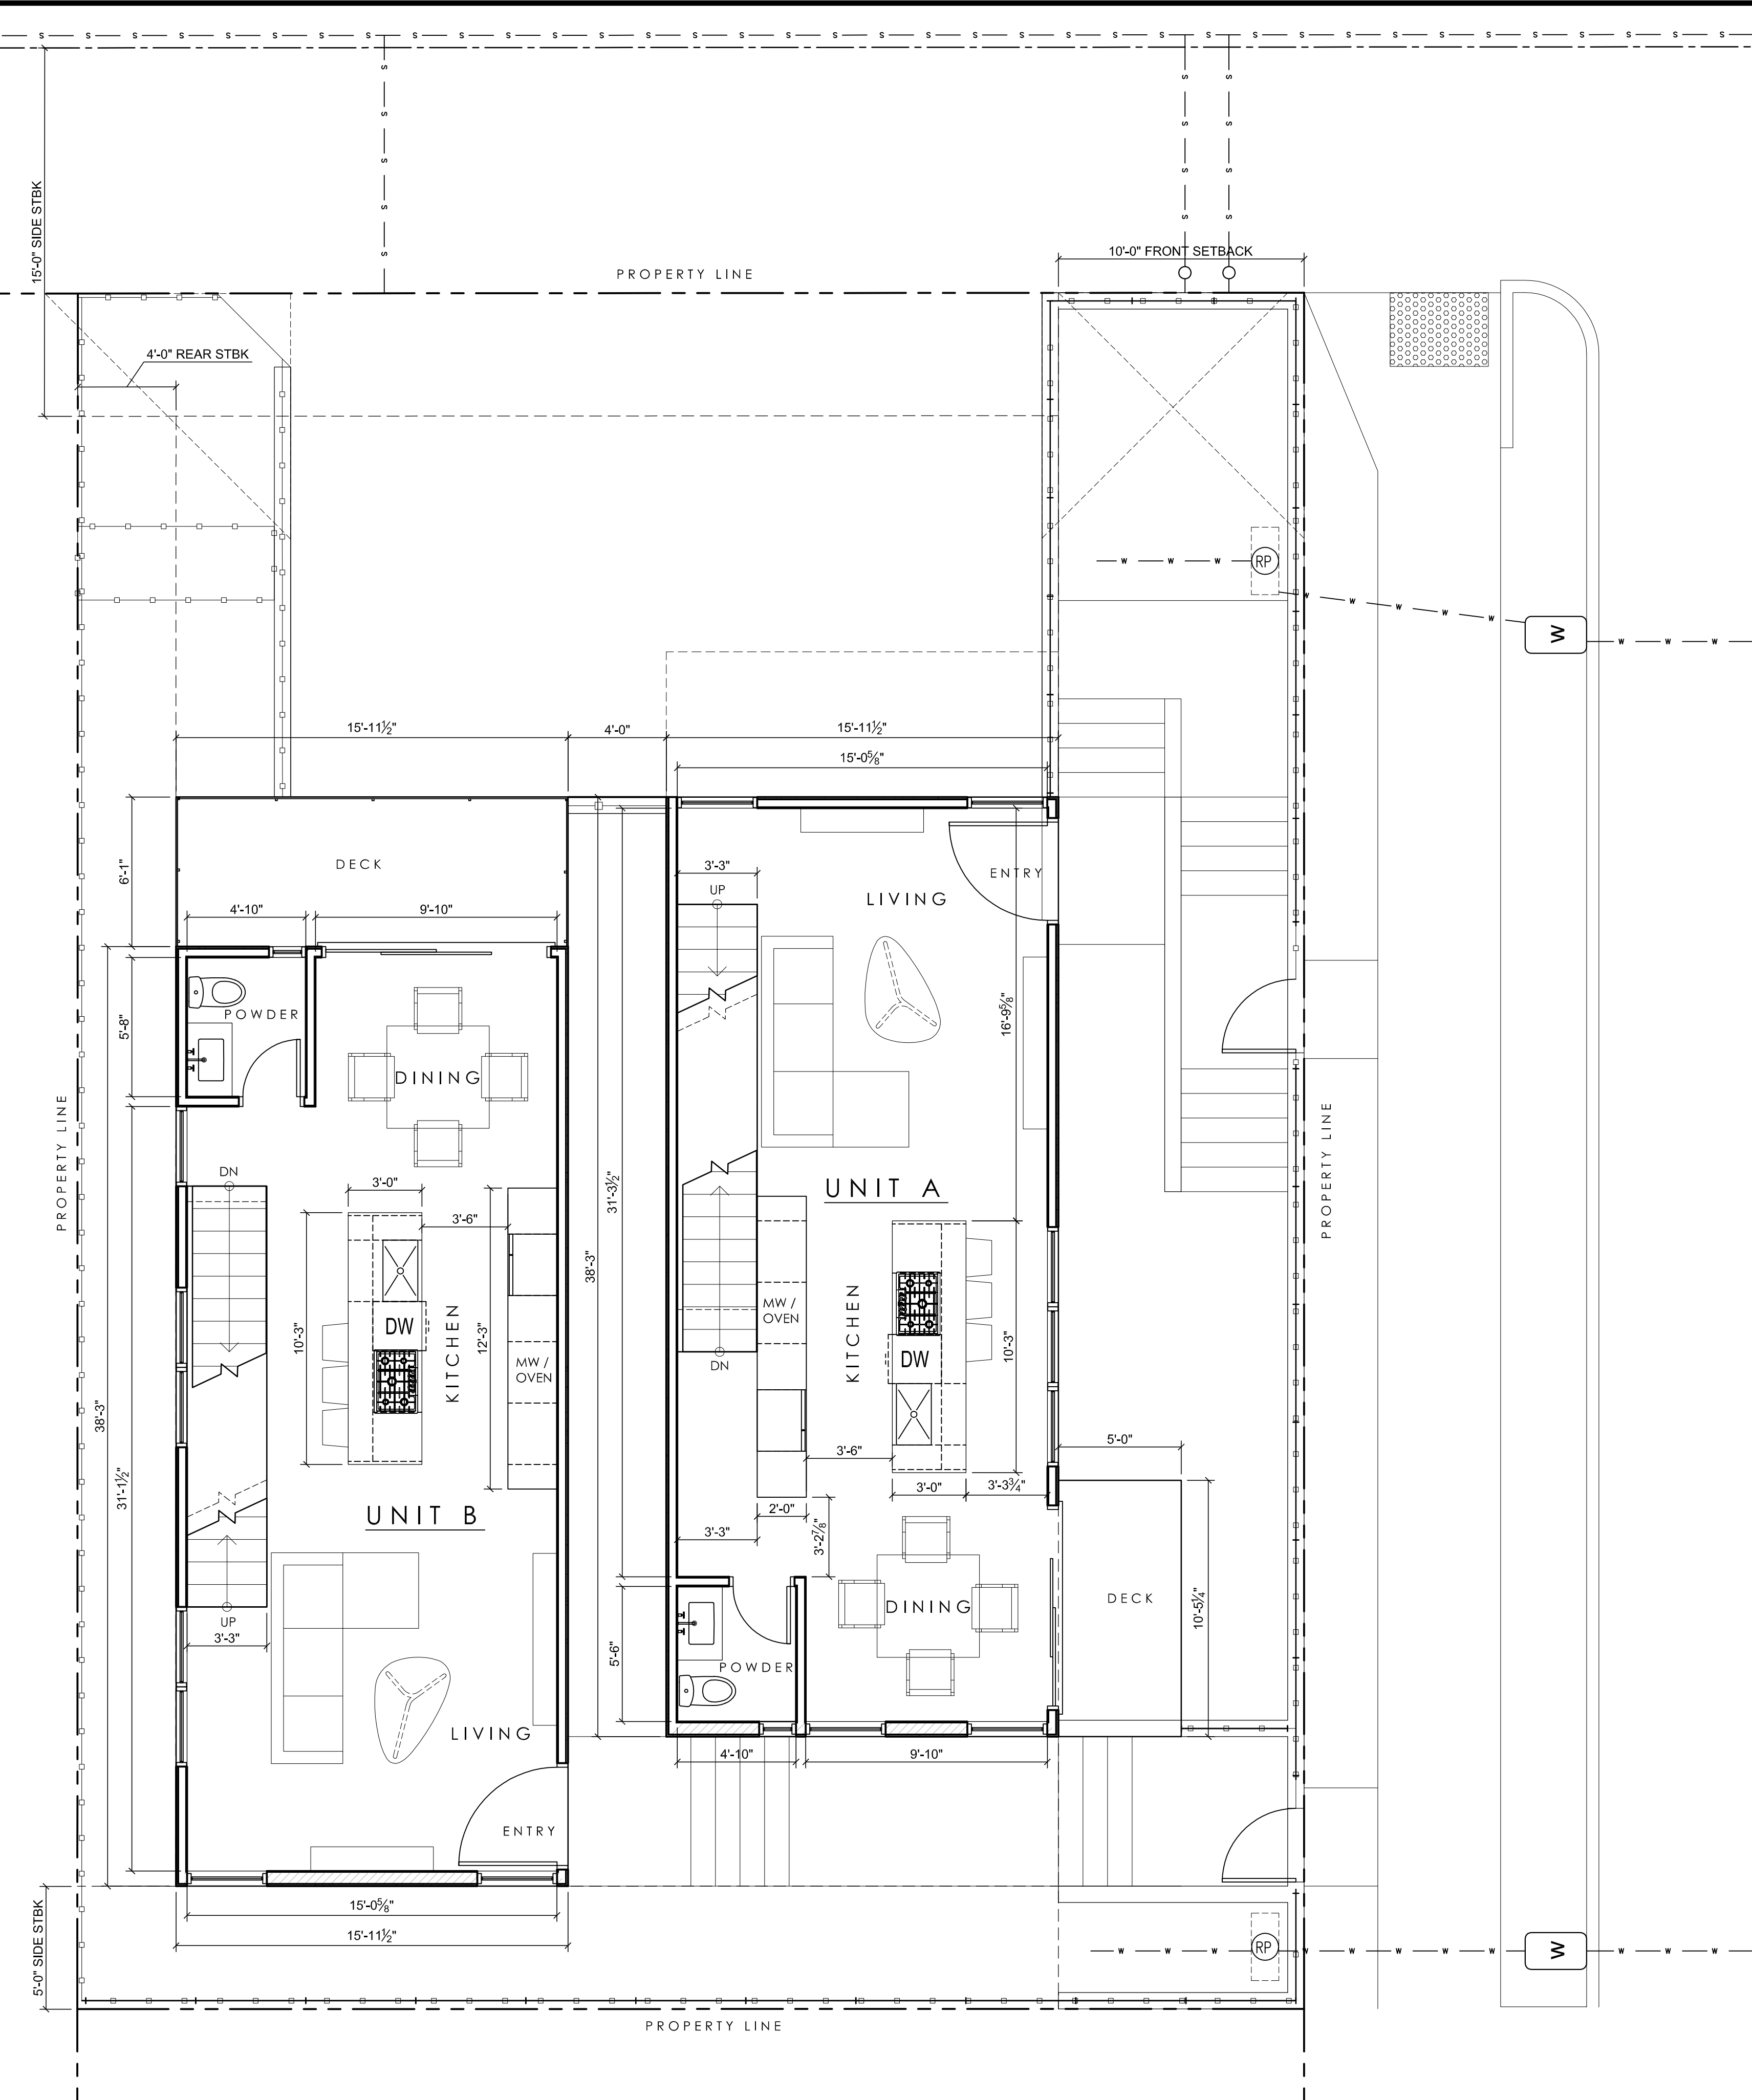 S S S S S S S S S S S S S S S S S S S S S S S S S S S S S S S S S S S S S
S S S
S S S
S S S
S S S
S
15'-0" SIDE STBK
10'-0" FRONT SETBACK
PROPERTY LINE
4'-0" REAR STBK
W W W RP
W W W W W
W
W W W
15'-11½"
4'-0"
15'-11½"
15'-0⅝"
6'-1"
DECK
4'-10"
9'-10"
3'-3"
UP
ENTRY
LIVING
5'-8"
POWDER
DINING
16'-9⅝"
PROPERTY LINE
PROPERTY LINE
DN
3'-0"
3'-6"
31'-3½"
UNIT A
38'-3"
10'-3"
DW
KITCHEN
12'-3"
MW /
OVEN
MW /
OVEN
KITCHEN
DW
10'-3"
DN
38'-3"
31'-1½"
UNIT B
3'-6"
5'-0"
3'-0"
3'-3¾"
2'-0"
3'-3"
3'-2⅞"
UP
3'-3"
DINING
DECK
10'-5¼"
5'-6"
POWDER
LIVING
4'-10"
9'-10"
ENTRY
15'-0⅝"
15'-11½"
5'-0" SIDE STBK
W W W RP W W W W W
W
W W W
PROPERTY LINE